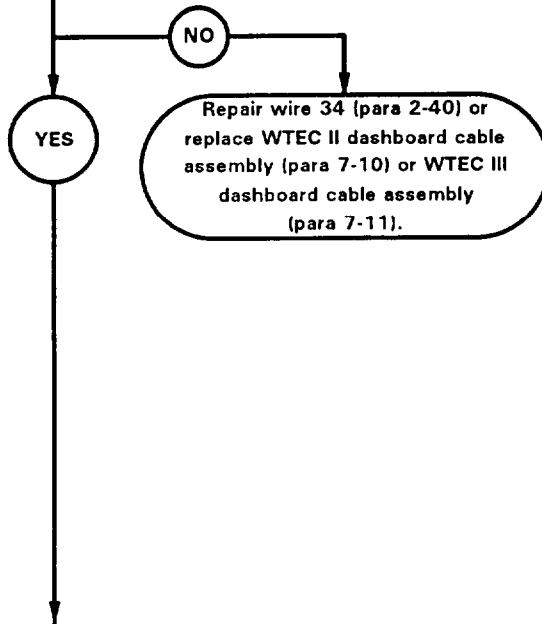 NO
YES
Repair wire 34 (para 2-40) or
replace WTEC II dashboard cable
assembly (para 7-10) or WTEC III
dashboard cable assembly
(para 7-11).